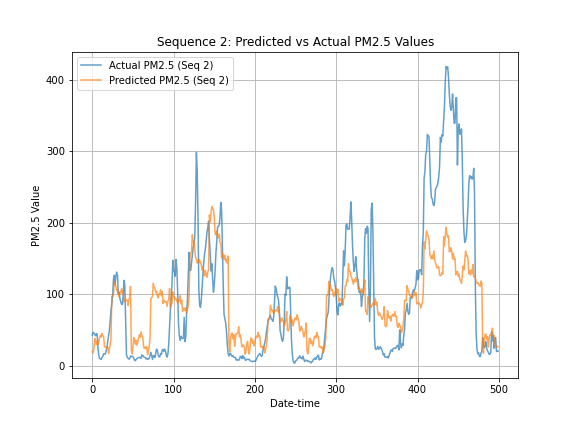 Sequence 2: Predicted vs Actual PM2.5 Values
Actual PM2.5 (Seq 2)
Predicted PM2.5 (Seq 2)
PM2.5 Value
400
300
200
100
0
0 100 200 300 400 500
Date-time